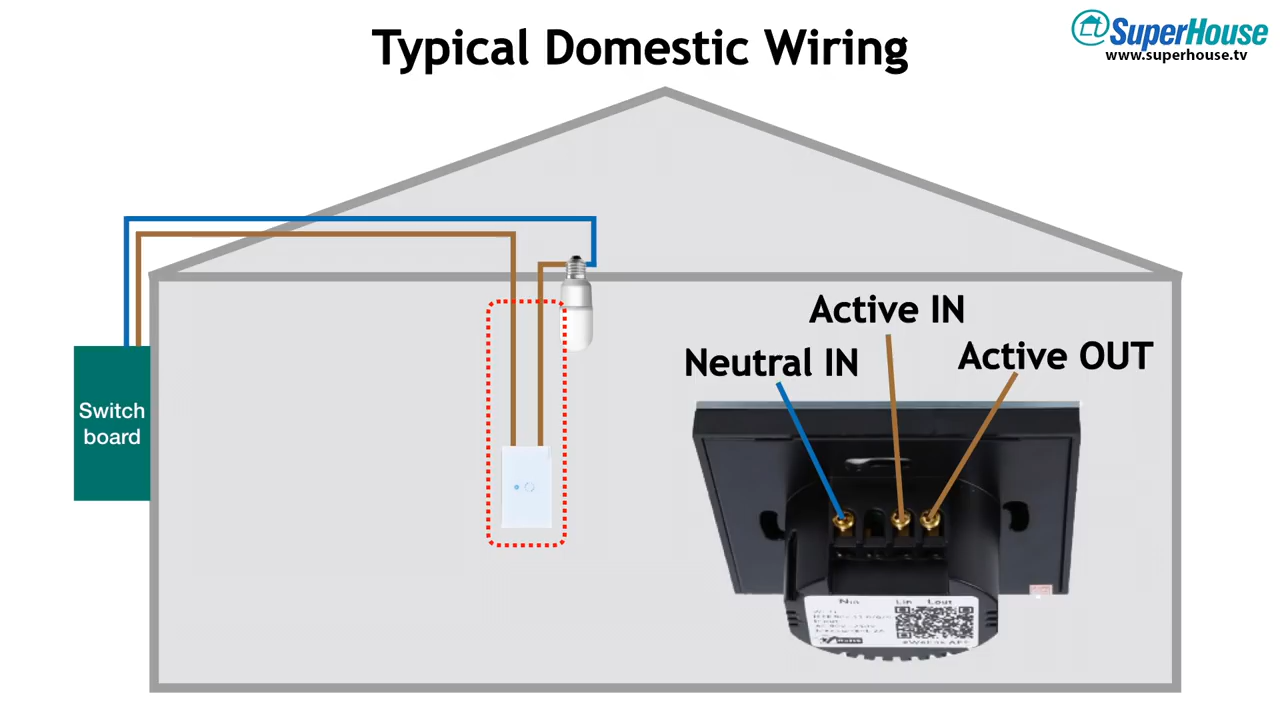 Typical Domestic Wiring
SuperHouse
www.superhouse.tv
Active IN
Neutral IN
Active OUT
Switch
board
Nin Lin Lout